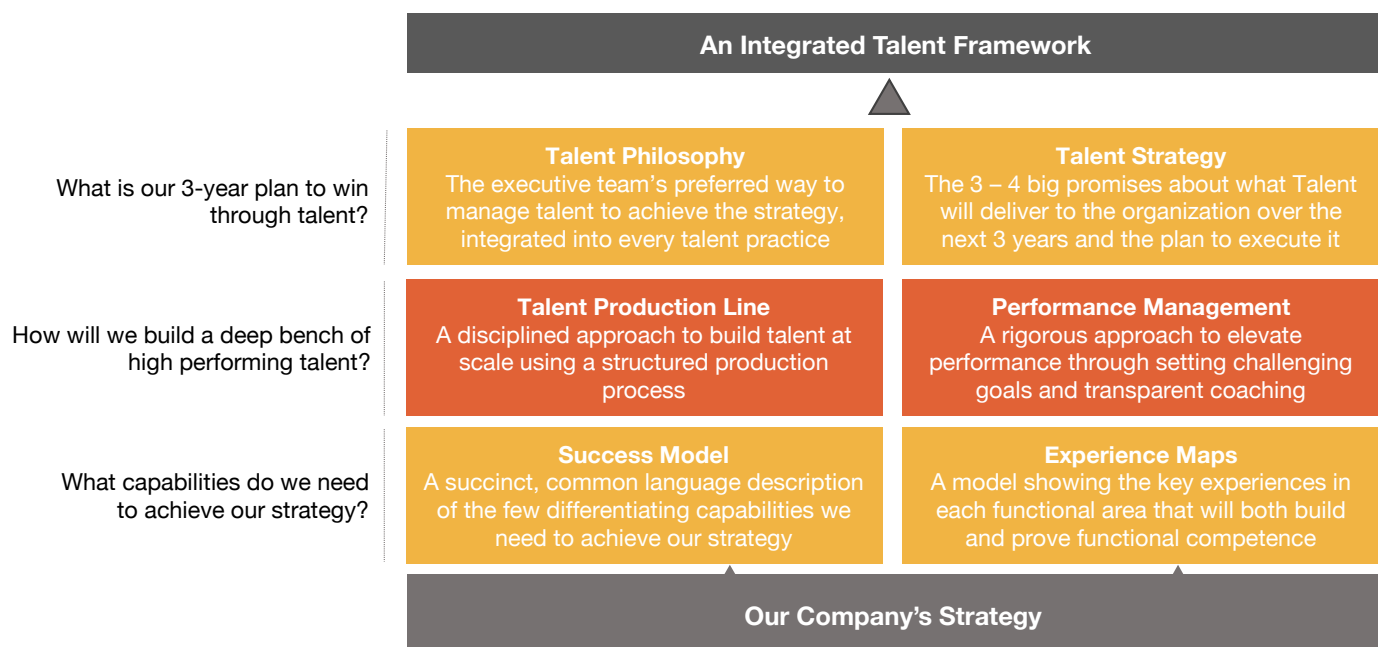 An Integrated Talent Framework
What is our 3-year plan to win
through talent?
Talent Philosophy
The executive team’s preferred way to
manage talent to achieve the strategy,
integrated into every talent practice
Talent Strategy
The 3 – 4 big promises about what Talent
will deliver to the organization over the
next 3 years and the plan to execute it
How will we build a deep bench of
high performing talent?
Talent Production Line
A disciplined approach to build talent at
scale using a structured production
process
Performance Management
A rigorous approach to elevate
performance through setting challenging
goals and transparent coaching
What capabilities do we need
to achieve our strategy?
Success Model
A succinct, common language description
of the few differentiating capabilities we
need to achieve our strategy
Experience Maps
A model showing the key experiences in
each functional area that will both build
and prove functional competence
Our Company’s Strategy